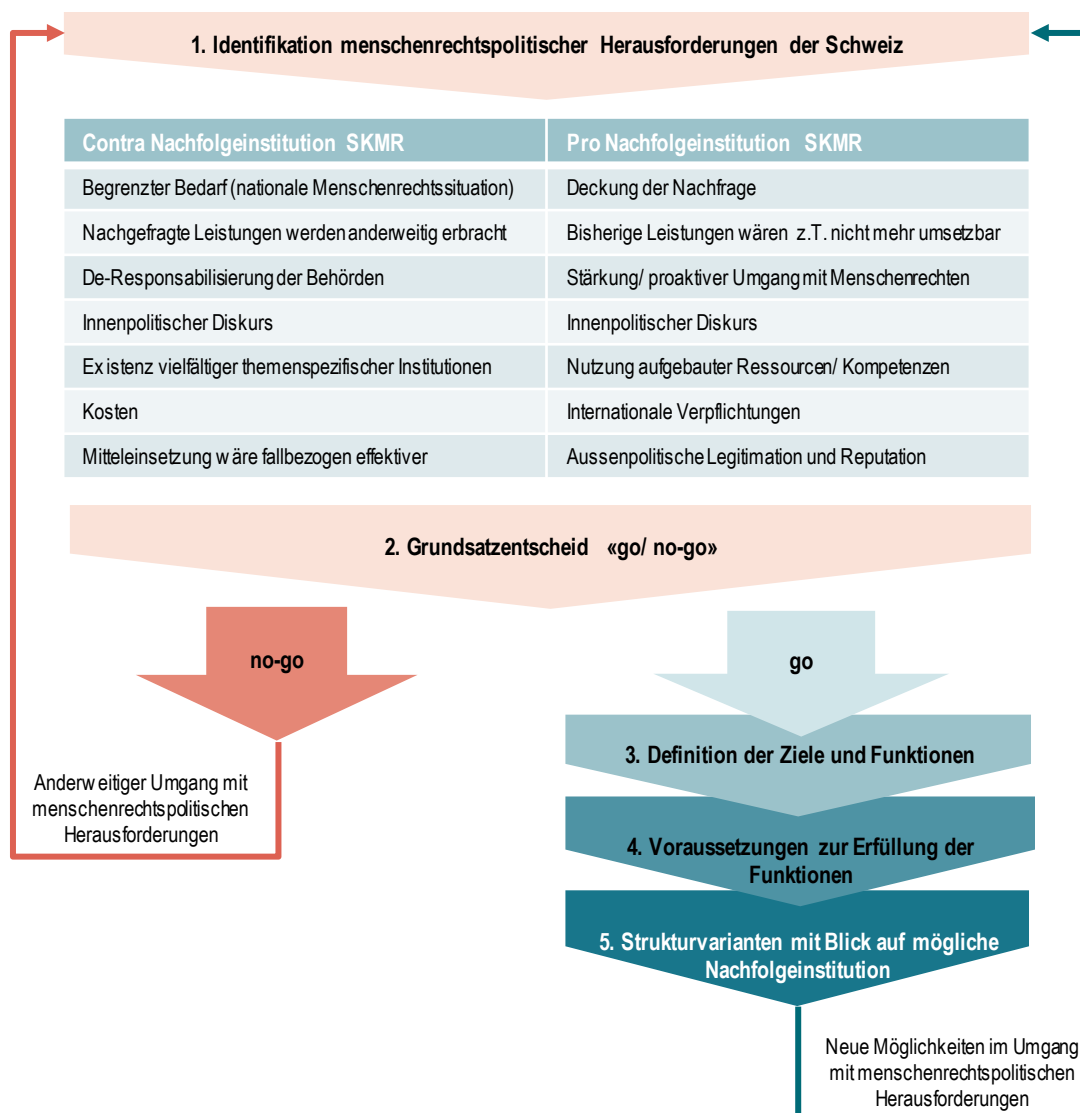 1. Identifikation menschenrechtspolitischer Herausforderungen der Schweiz
Contra Nachfolgeinstitution SKMR
Pro Nachfolgeinstitution SKMR
Begrenzter Bedarf (nationale Menschenrechtssituation)
Deckung der Nachfrage
Nachgefragte Leistungen werden anderweitig erbracht
Bisherige Leistungen wären z.T. nicht mehr umsetzbar
De-Responsabilisierung der Behörden
Stärkung/ proaktiver Umgang mit Menschenrechten
Innenpolitischer Diskurs
Innenpolitischer Diskurs
Existenz vielfältiger themenspezifischer Institutionen
Nutzung aufgebauter Ressourcen/ Kompetenzen
Kosten
Internationale Verpflichtungen
Mitteleinsetzung wäre fallbezogen effektiver
Aussenpolitische Legitimation und Reputation
2. Grundsatzentscheid «go/ no-go»
no-go
go
3. Definition der Ziele und Funktionen
Anderweitiger Umgang mit
menschenrechtspolitischen
Herausforderungen
4. Voraussetzungen zur Erfüllung der
Funktionen
5. Strukturvarianten mit Blick auf mögliche
Nachfolgeinstitution
Neue Möglichkeiten im Umgang
mit menschenrechtspolitischen
Herausforderungen